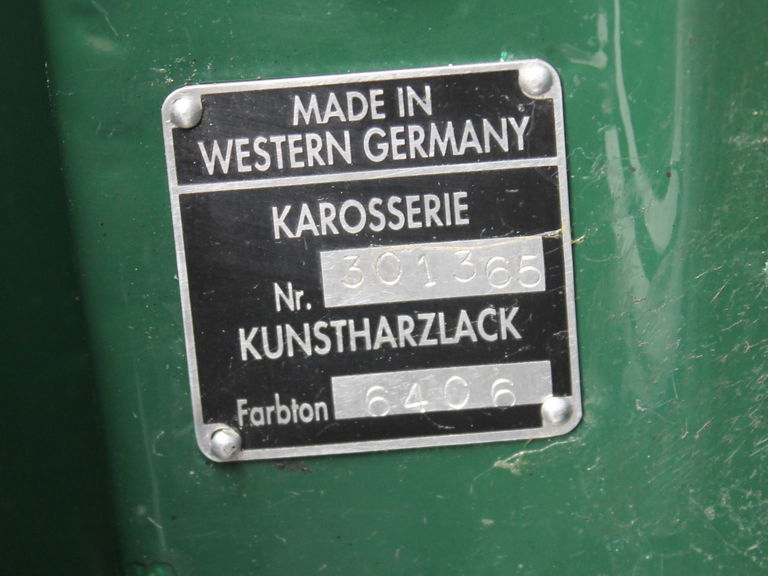 MADE IN
WESTERN GERMANY
KAROSSERIE
Nr. 301365
KUNSTHARZLACK
Farbton 6406